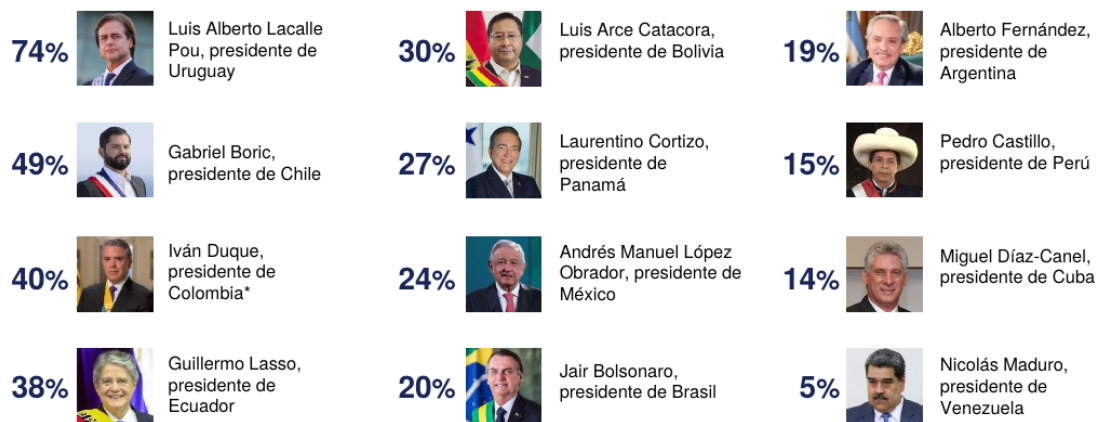 74%
Luis Alberto Lacalle
Pou, presidente de
Uruguay
49%
Gabriel Boric,
presidente de Chile
40%
Iván Duque,
presidente de
Colombia*
38%
Guillermo Lasso,
presidente de
Ecuador
30%
Luis Arce Catacora,
presidente de Bolivia
27%
Laurentino Cortizo,
presidente de
Panamá
24%
Andrés Manuel López
Obrador, presidente de
México
20%
Jair Bolsonaro,
presidente de Brasil
19%
Alberto Fernández,
presidente de
Argentina
15%
Pedro Castillo,
presidente de Perú
14%
Miguel Díaz-Canel,
presidente de Cuba
5%
Nicolás Maduro,
presidente de
Venezuela